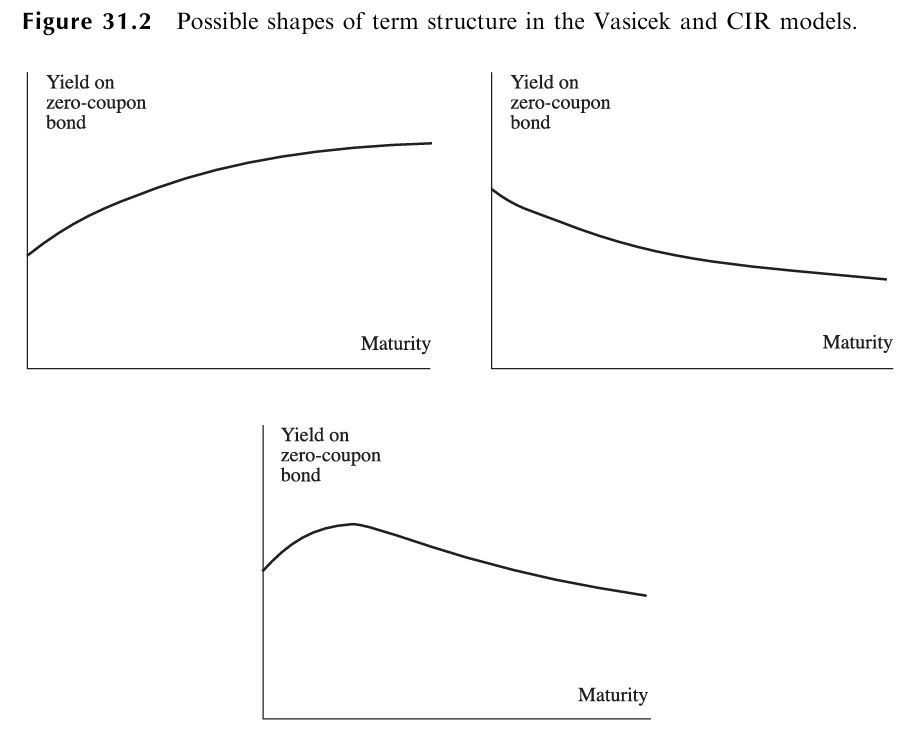 Figure 31.2 Possible shapes of term structure in the Vasicek and CIR models.
Yield on
zero-coupon
bond
Maturity
Yield on
zero-coupon
bond
Maturity
Yield on
zero-coupon
bond
Maturity